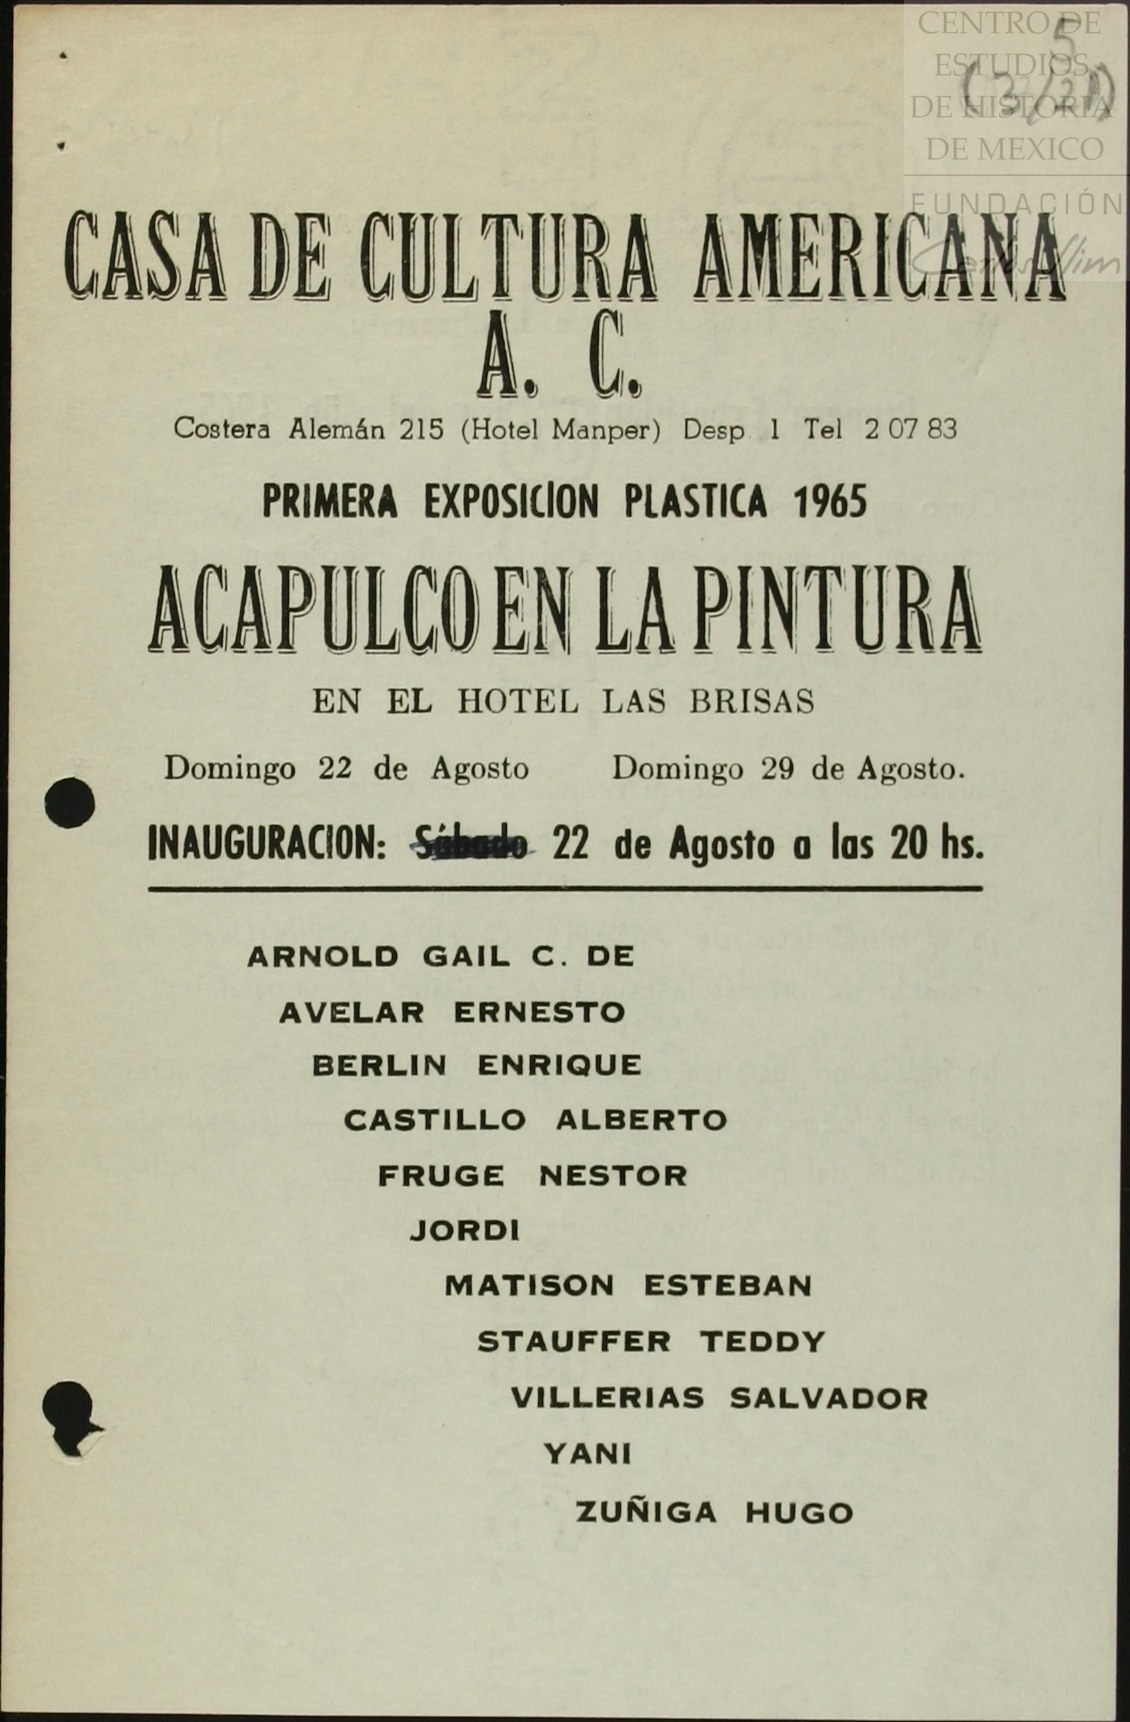 CENTRO DE
ESTUDIOS
DE HISTORIA
DE MEXICO
FUNDACIÓN
Carlos Slim
5
CASA DE CULTURA AMERICANA
A. C.
Costera Alemán 215 (Hotel Manper) Desp. 1 Tel 2 07 83
PRIMERA EXPOSICION PLASTICA 1965
ACAPULCO EN LA PINTURA
EN EL HOTEL LAS BRISAS
Domingo 22 de Agosto Domingo 29 de Agosto.
INAUGURACION: Sábado 22 de Agosto a las 20 hs.
ARNOLD GAIL C. DE
AVELAR ERNESTO
BERLIN ENRIQUE
CASTILLO ALBERTO
FRUGE NESTOR
JORDI
MATISON ESTEBAN
STAUFFER TEDDY
VILLERIAS SALVADOR
YANI
ZUÑIGA HUGO